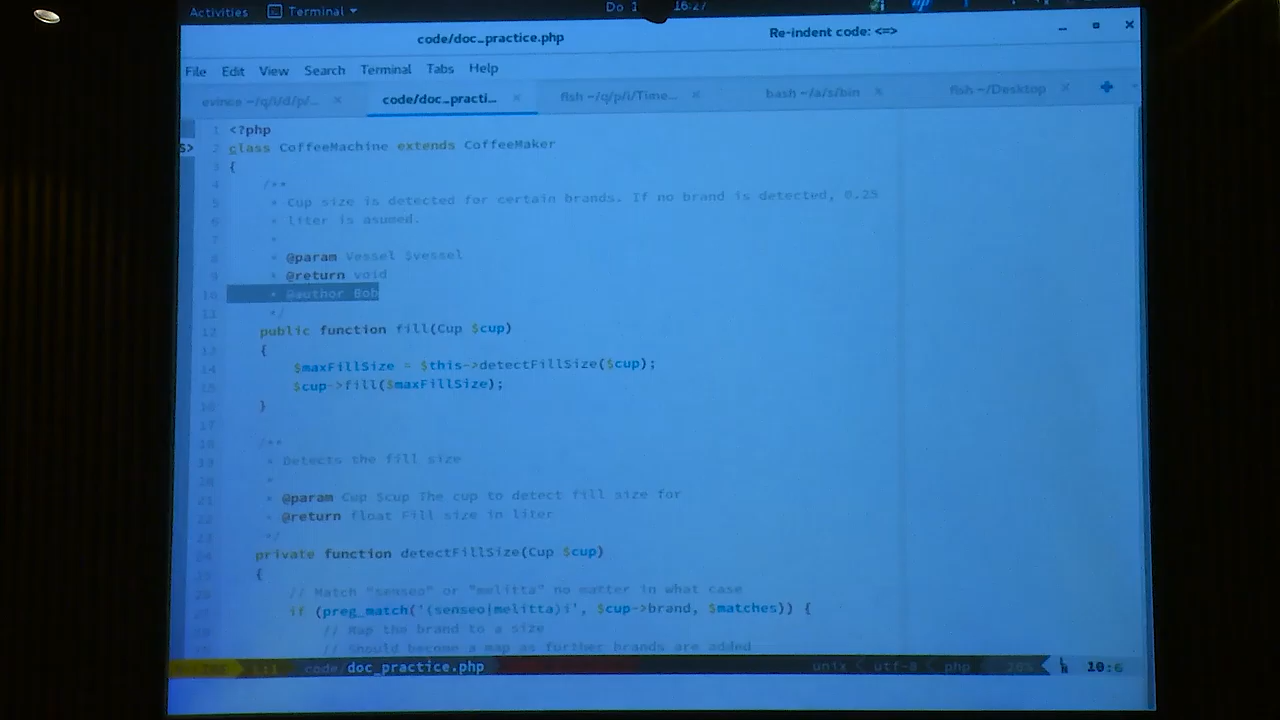 Activities Terminal Do 1 16:27
code/doc_practice.php Re-indent code: <=>
File Edit View Search Terminal Tabs Help
evince ~/q/i/d/p/... × code/doc_practi... × fish ~/q/p/i/Time... × bash ~/a/s/bin × fish ~/Desktop ×
1 <?php
S> 2 class CoffeeMachine extends CoffeeMaker
3 {
4 /**
5 * Cup size is detected for certain brands. If no brand is detected, 0.25
6 * liter is asumed.
7 *
8 * @param Vessel $vessel
9 * @return void
10 * @author Bob
11 */
12 public function fill(Cup $cup)
13 {
14 $maxFillSize = $this->detectFillSize($cup);
15 $cup->fill($maxFillSize);
16 }
17
18 /**
19 * Detects the fill size
20 *
21 * @param Cup $cup The cup to detect fill size for
22 * @return float Fill size in liter
23 */
24 private function detectFillSize(Cup $cup)
25 {
26 // Match "senseo" or "melitta" no matter in what case
27 if (preg_match('(senseo|melitta)i', $cup->brand, $matches)) {
28 // Map the brand to a size
29 // Should become a map as further brands are added
code/doc_practice.php unix < utf-8 < php 10:6